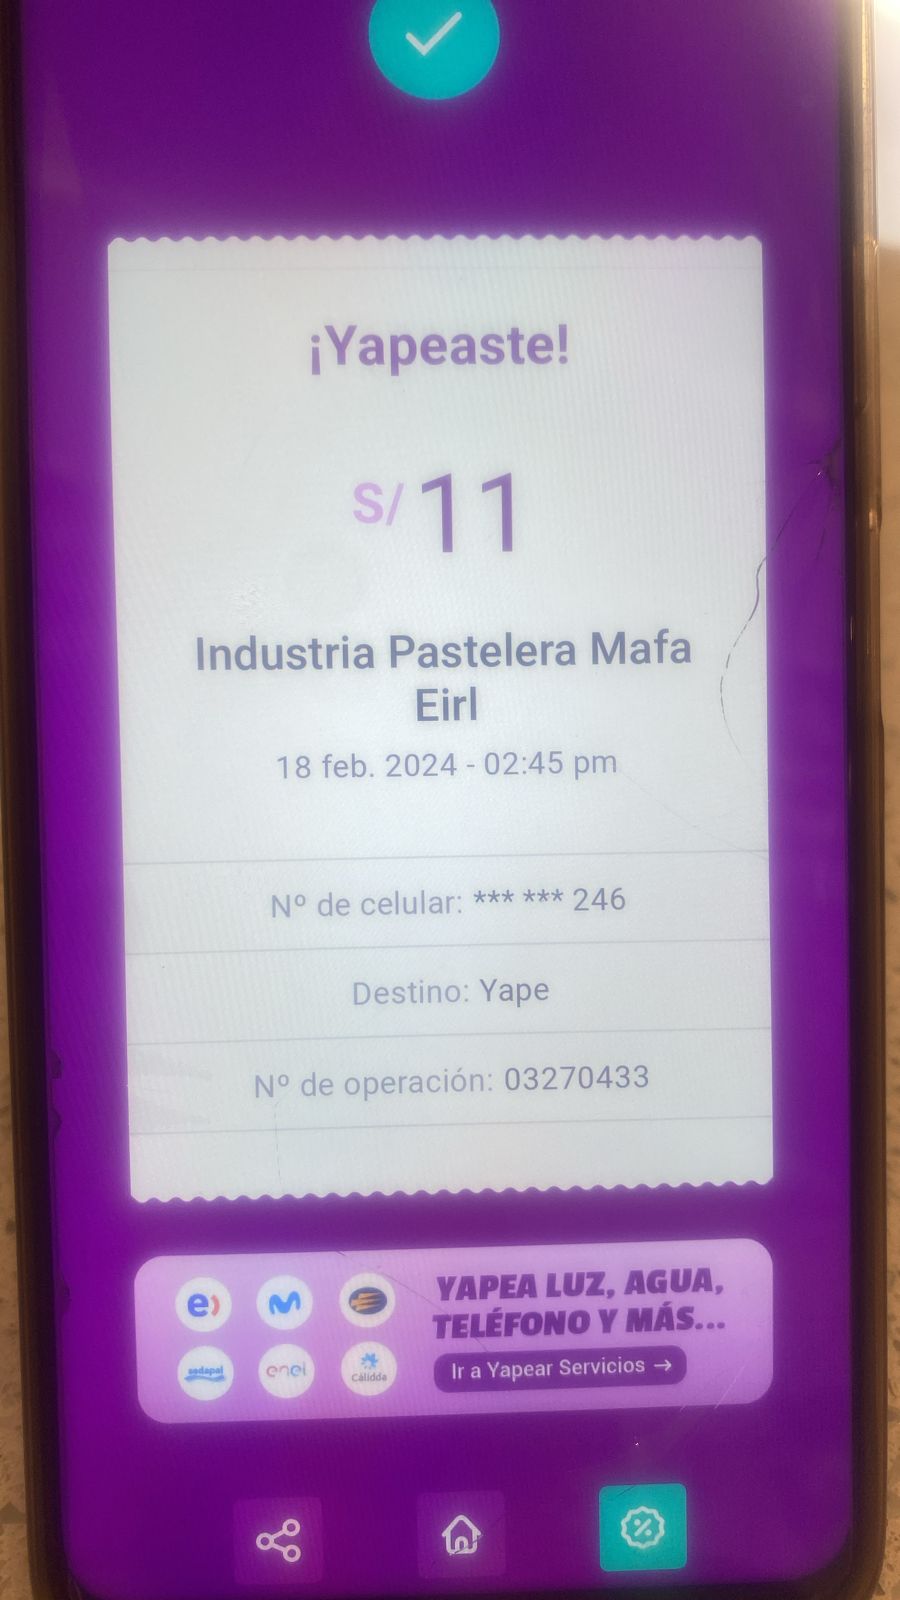 ¡Yapeaste!
S/ 11
Industria Pastelera Mafa
Eirl
18 feb. 2024 - 02:45 pm
Nº de celular: *** *** 246
Destino: Yape
Nº de operación: 03270433
YAPEA LUZ, AGUA,
TELÉFONO Y MÁS...
e)
sedapal enel Cálidda
Ir a Yapear Servicios →